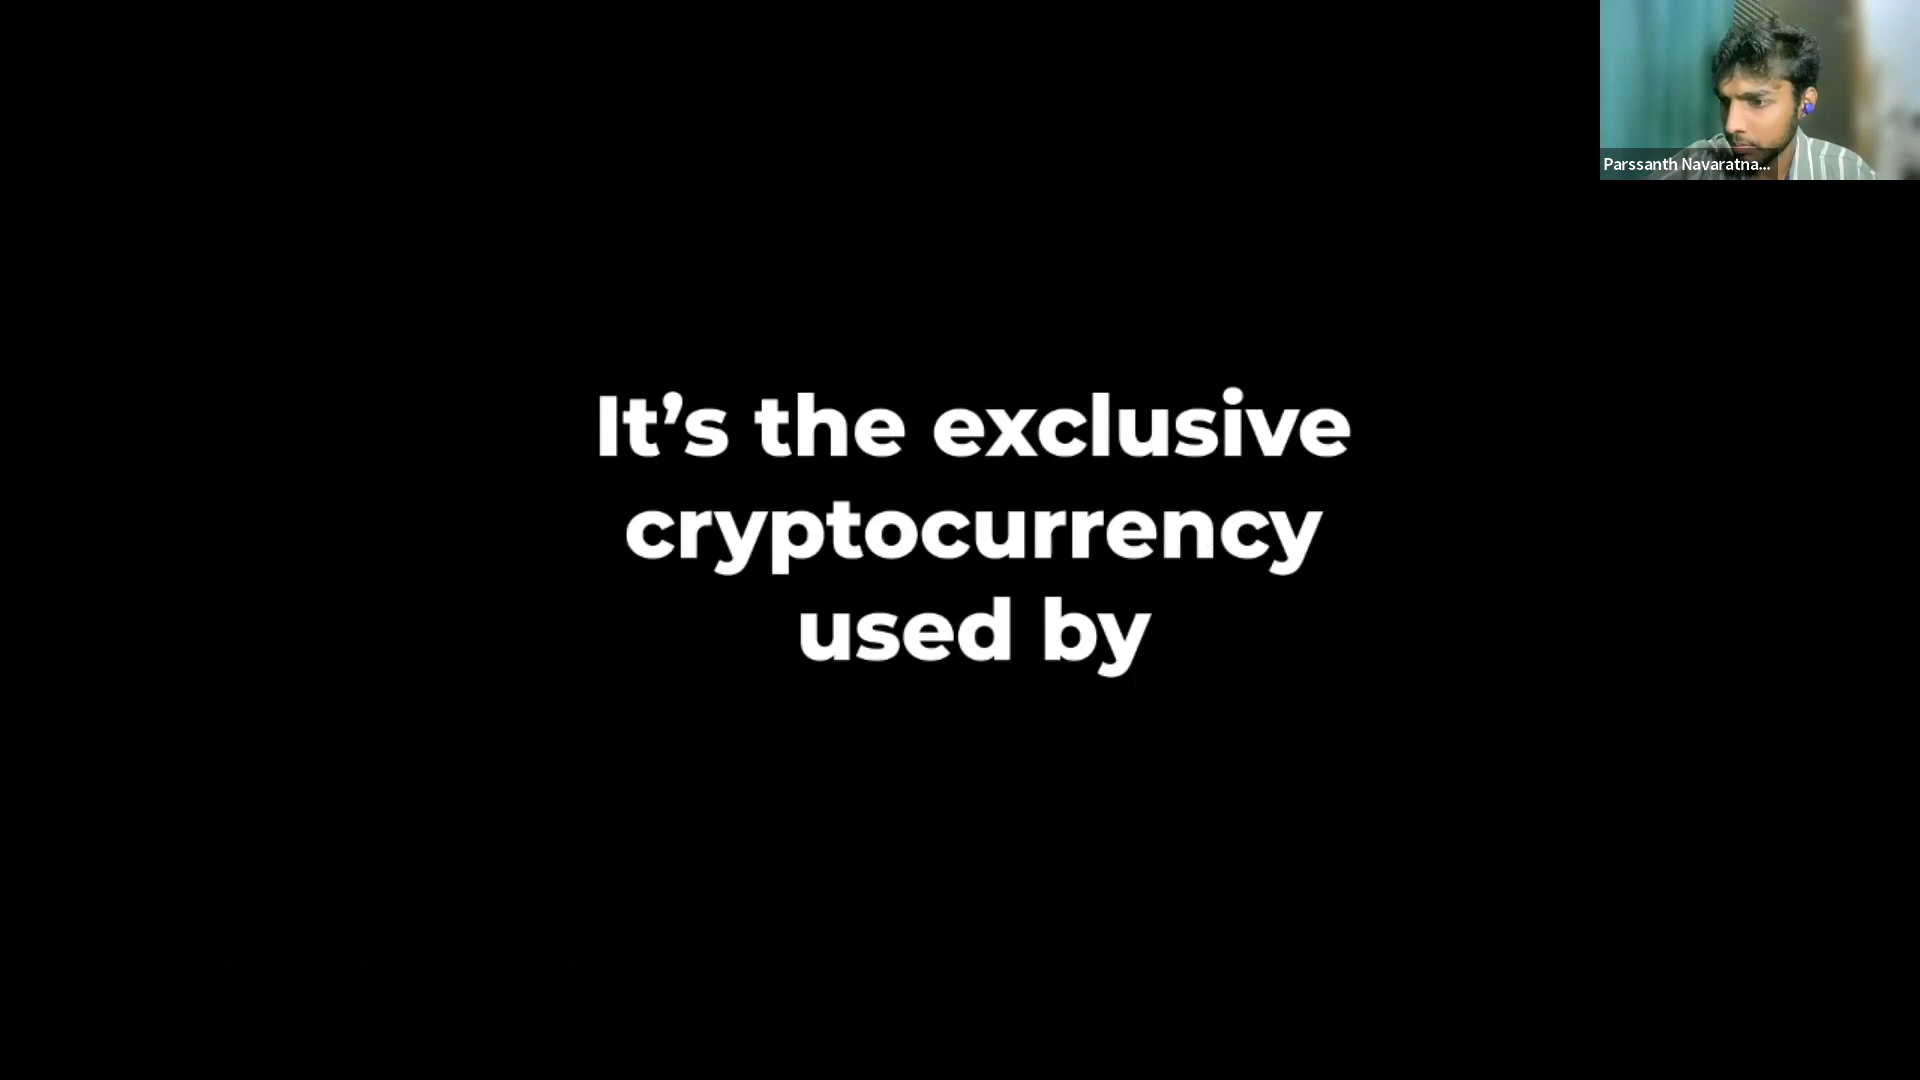 Parssanth Navaratna...
It’s the exclusive
cryptocurrency
used by